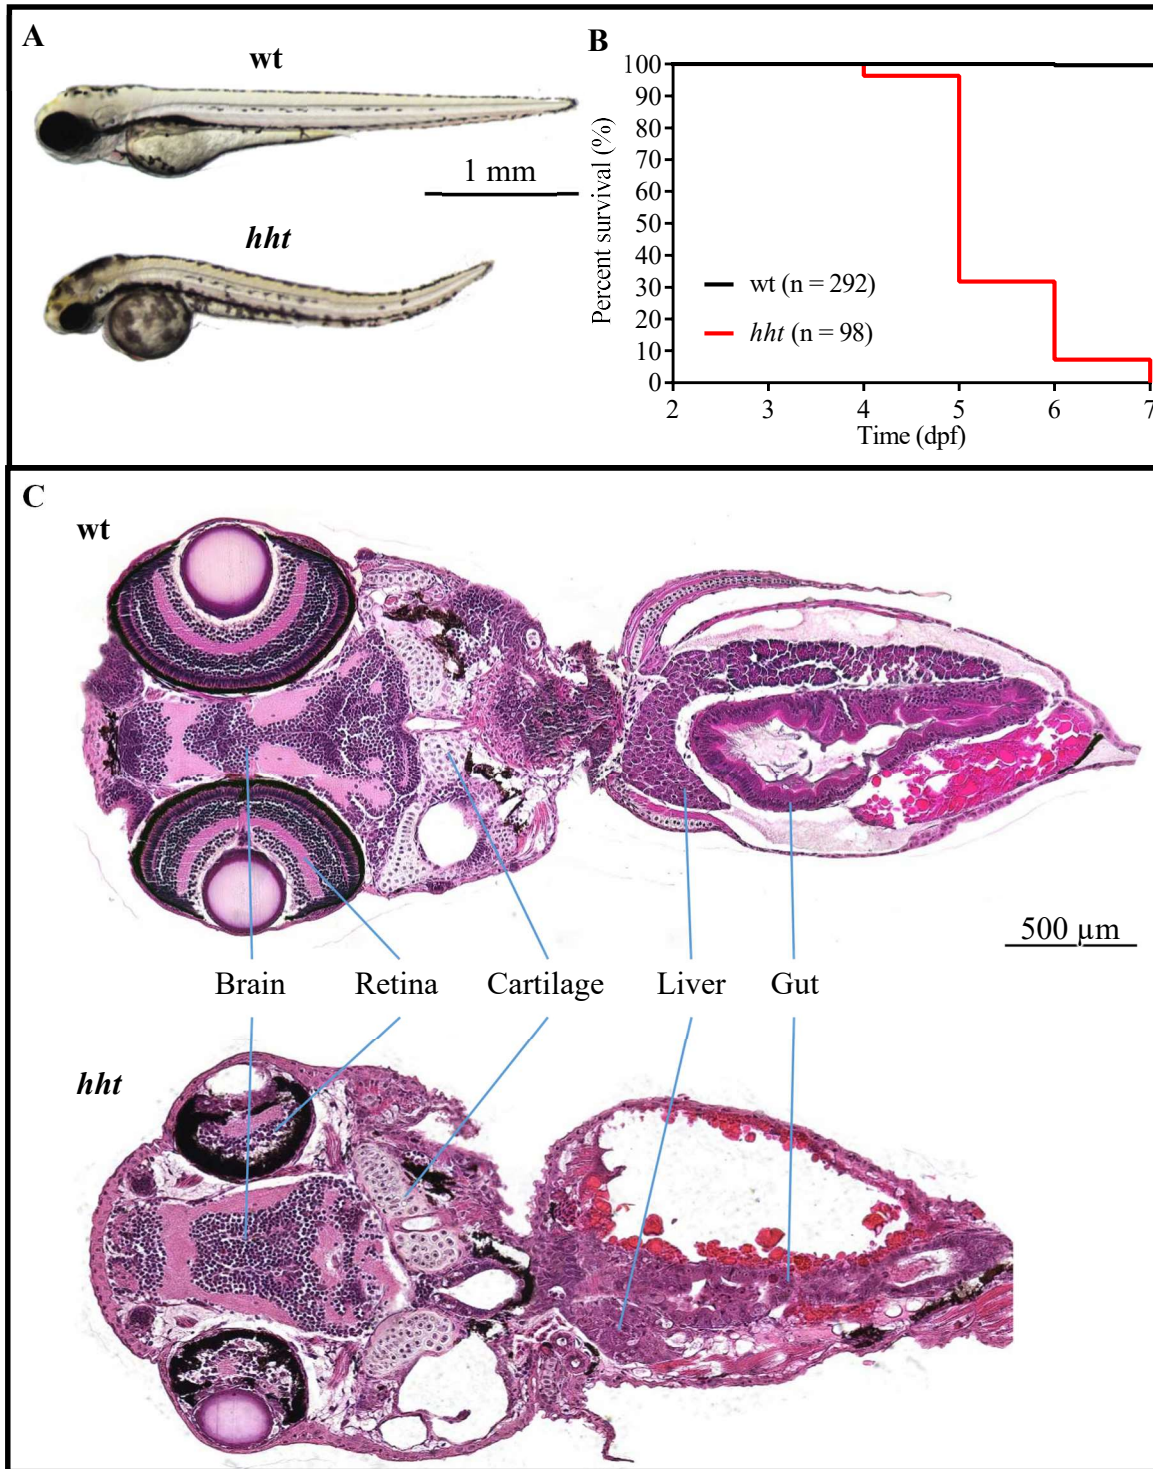 A
wt
1 mm
hht
B
100
90
80
70
60
50
40
30
20
10
0
Percent survival (%)
wt (n = 292)
hht (n = 98)
2 3 4 5 6 7
Time (dpf)
C
wt
500 µm
Brain Retina Cartilage Liver Gut
hht